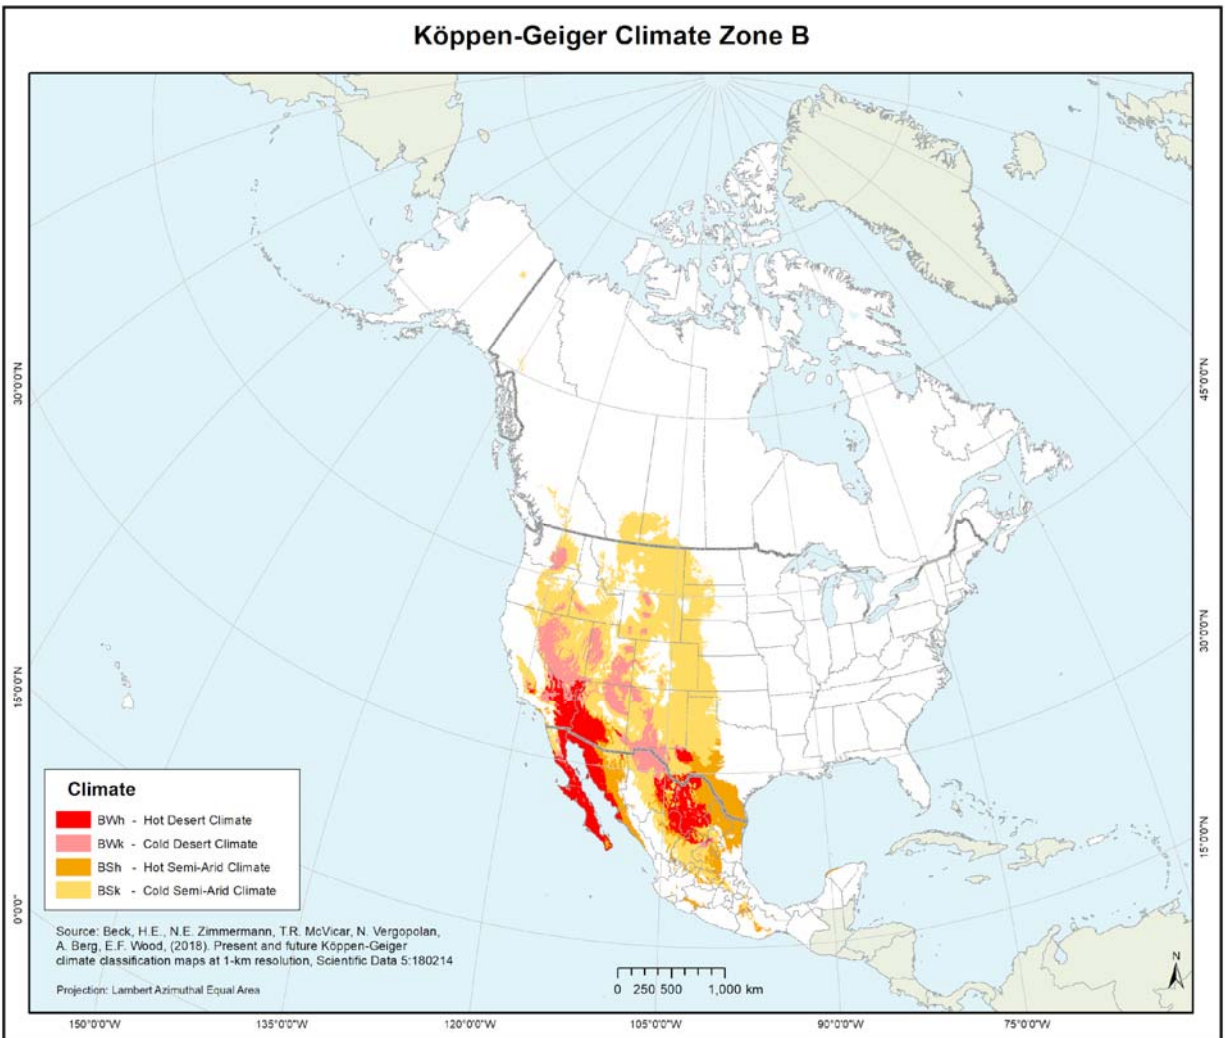 Köppen-Geiger Climate Zone B
30°0'0"N
15°0'0"N
0°0'0"
45°0'0"N
30°0'0"N
15°0'0"N
Climate
BWh - Hot Desert Climate
BWk - Cold Desert Climate
BSh - Hot Semi-Arid Climate
BSk - Cold Semi-Arid Climate
Source: Beck, H.E., N.E. Zimmermann, T.R. McVicar, N. Vergopolan,
A. Berg, E.F. Wood, (2018). Present and future Köppen-Geiger
climate classification maps at 1-km resolution, Scientific Data 5:180214
Projection: Lambert Azimuthal Equal Area
0 250 500 1,000 km
N
150°0'0"W 135°0'0"W 120°0'0"W 105°0'0"W 90°0'0"W 75°0'0"W